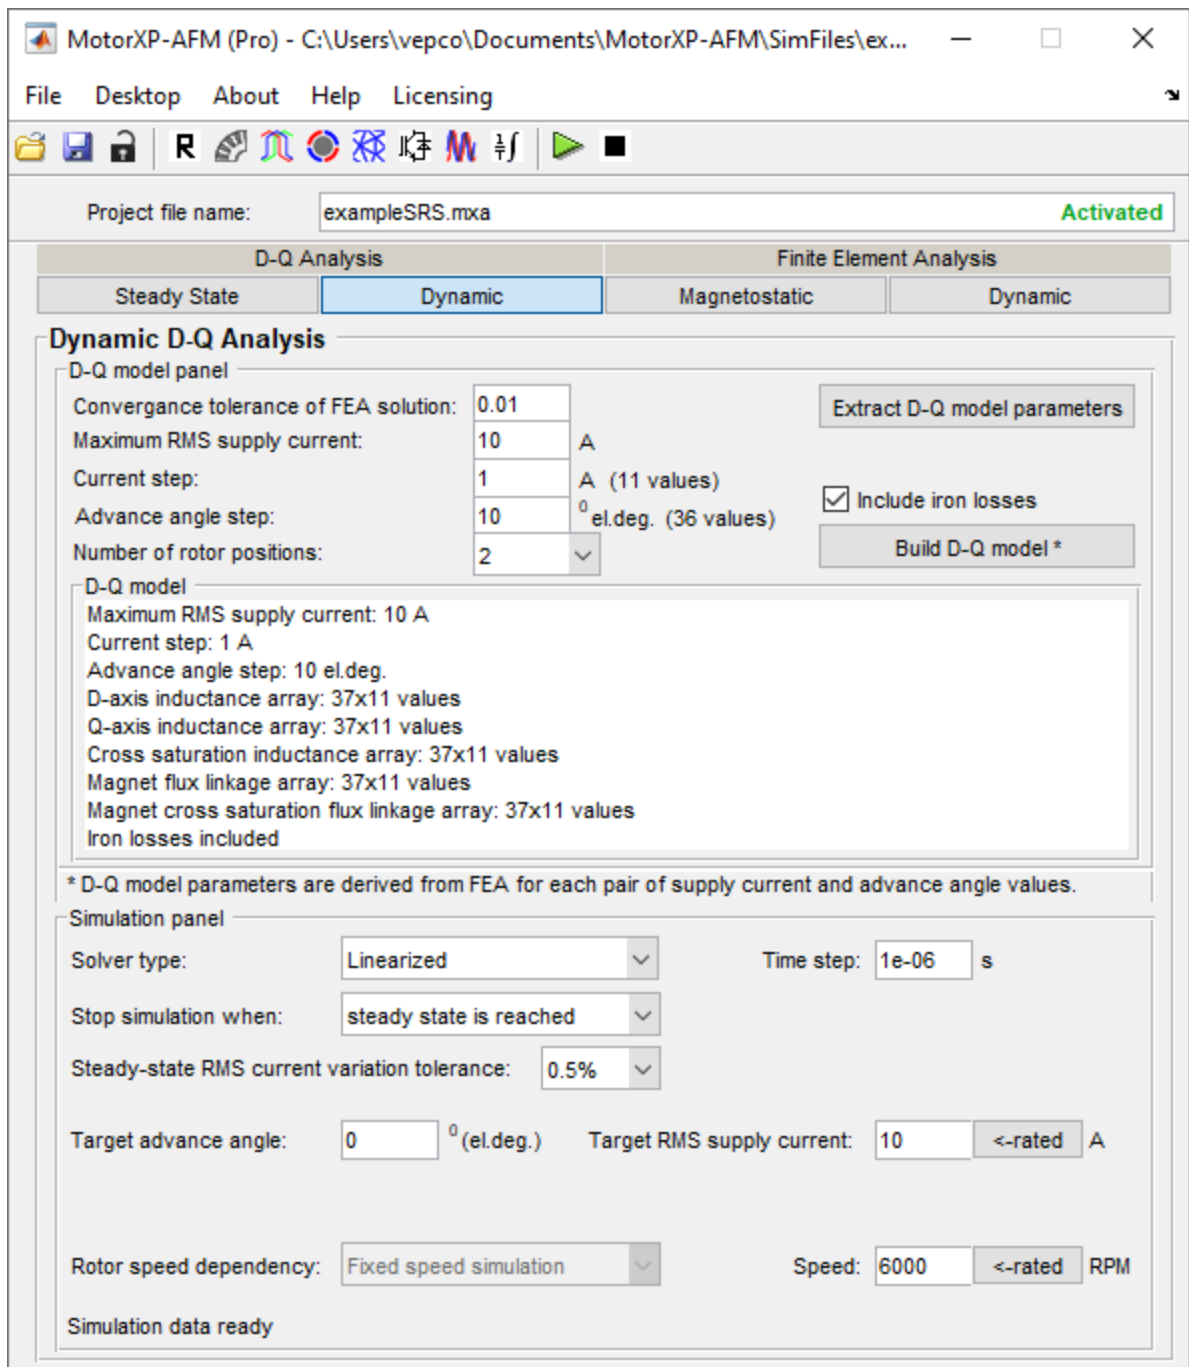 MotorXP-AFM (Pro) - C:\Users\vepco\Documents\MotorXP-AFM\SimFiles\ex...
File Desktop About Help Licensing
R
Project file name: exampleSRS.mxa Activated
D-Q Analysis Finite Element Analysis
Steady State Dynamic Magnetostatic Dynamic
Dynamic D-Q Analysis
D-Q model panel
Convergance tolerance of FEA solution: 0.01 Extract D-Q model parameters
Maximum RMS supply current: 10 A
Current step: 1 A (11 values)
Include iron losses
Advance angle step: 10 0 el.deg. (36 values)
Number of rotor positions: 2 Build D-Q model *
D-Q model
Maximum RMS supply current: 10 A
Current step: 1 A
Advance angle step: 10 el.deg.
D-axis inductance array: 37x11 values
Q-axis inductance array: 37x11 values
Cross saturation inductance array: 37x11 values
Magnet flux linkage array: 37x11 values
Magnet cross saturation flux linkage array: 37x11 values
Iron losses included
* D-Q model parameters are derived from FEA for each pair of supply current and advance angle values.
Simulation panel
Solver type: Linearized Time step: 1e-06 s
Stop simulation when: steady state is reached
Steady-state RMS current variation tolerance: 0.5%
Target advance angle: 0 0 (el.deg.) Target RMS supply current: 10 <-rated A
Rotor speed dependency: Fixed speed simulation Speed: 6000 <-rated RPM
Simulation data ready